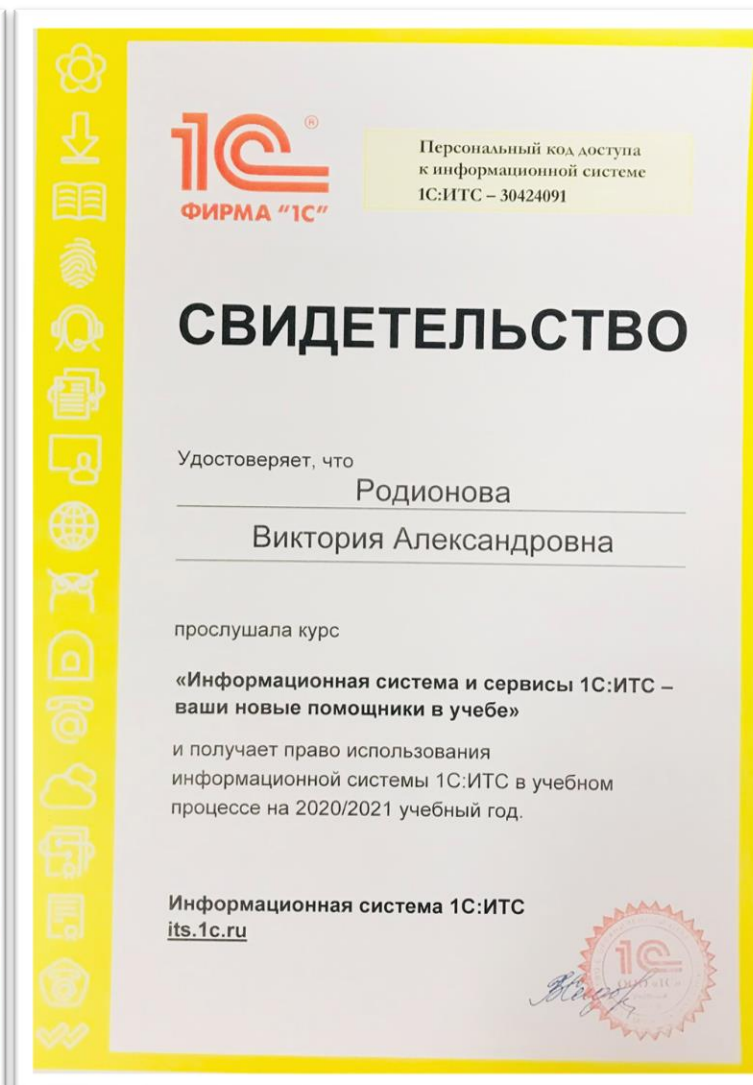 1С®
ФИРМА "1С"
Персональный код доступа
к информационной системе
1С:ИТС – 30424091
СВИДЕТЕЛЬСТВО
Удостоверяет, что
Родионова
Виктория Александровна
прослушала курс
«Информационная система и сервисы 1С:ИТС –
ваши новые помощники в учебе»
и получает право использования
информационной системы 1С:ИТС в учебном
процессе на 2020/2021 учебный год.
Информационная система 1С:ИТС
its.1c.ru
1С
ООО «1С»